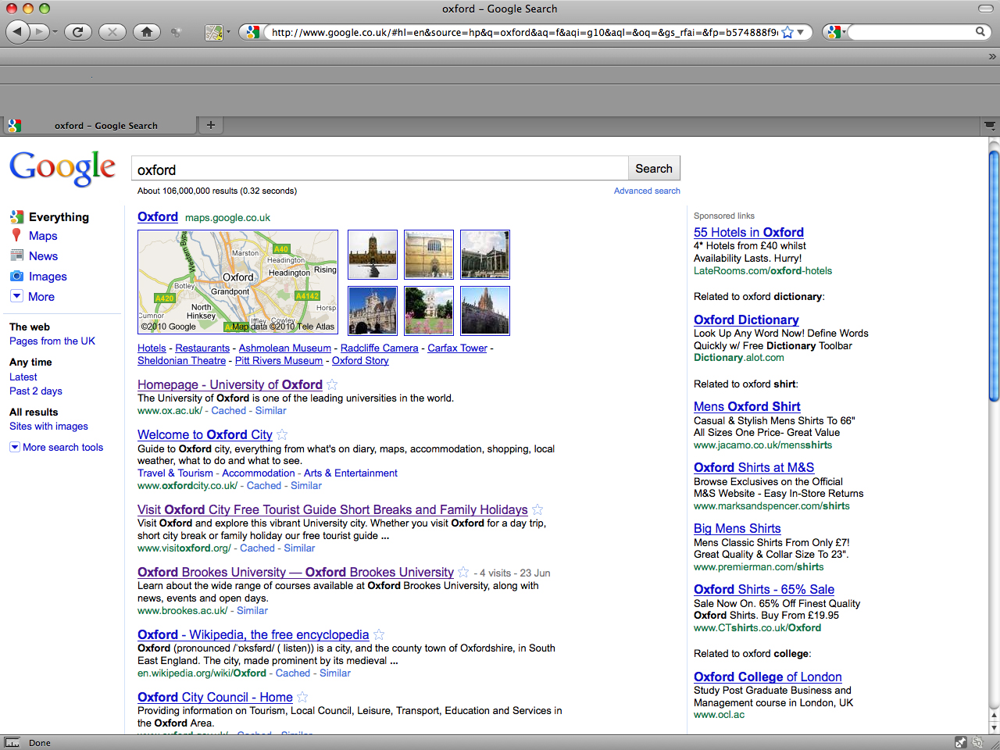 oxford – Google Search
http://www.google.co.uk/#hl=en&source=hp&q=oxford&aq=f&aqi=g10&aql=&oq=&gs_rfai=&fp=b574888f9
oxford – Google Search
Google
oxford
Search
About 106,000,000 results (0.32 seconds)
Advanced search
Everything
Maps
News
Images
More
The web
Pages from the UK
Any time
Latest
Past 2 days
All results
Sites with images
More search tools
Oxford maps.google.co.uk
Western Byp
Marston
A40
Headington
Oxford
Headington Rising
Botley
Grandpont
A420
A4142
North
Hinksey
Horsp
Cumnor
Iffley Cowley
©2010 Google
Map data ©2010 Tele Atlas
Hotels - Restaurants - Ashmolean Museum - Radcliffe Camera - Carfax Tower -
Sheldonian Theatre - Pitt Rivers Museum - Oxford Story
Homepage - University of Oxford
The University of Oxford is one of the leading universities in the world.
www.ox.ac.uk/ - Cached - Similar
Welcome to Oxford City
Guide to Oxford city, everything from what's on diary, maps, accommodation, shopping, local
weather, what to do and what to see.
Travel & Tourism - Accommodation - Arts & Entertainment
www.oxfordcity.co.uk/ - Cached - Similar
Visit Oxford City Free Tourist Guide Short Breaks and Family Holidays
Visit Oxford and explore this vibrant University city. Whether you visit Oxford for a day trip,
short city break or family holiday our free tourist guide ...
www.visitoxford.org/ - Cached - Similar
Oxford Brookes University — Oxford Brookes University - 4 visits - 23 Jun
Learn about the wide range of courses available at Oxford Brookes University, along with
news, events and open days.
www.brookes.ac.uk/ - Similar
Oxford - Wikipedia, the free encyclopedia
Oxford (pronounced /ˈɒksfərd/ ( listen)) is a city, and the county town of Oxfordshire, in South
East England. The city, made prominent by its medieval ...
en.wikipedia.org/wiki/Oxford - Cached - Similar
Oxford City Council - Home
Providing information on Tourism, Local Council, Leisure, Transport, Education and Services in
the Oxford Area.
www.oxford.gov.uk/ - Cached - Similar
Sponsored links
55 Hotels in Oxford
4* Hotels from £40 whilst
Availability Lasts. Hurry!
LateRooms.com/oxford-hotels
Related to oxford dictionary:
Oxford Dictionary
Look Up Any Word Now! Define Words
Quickly w/ Free Dictionary Toolbar
Dictionary.alot.com
Related to oxford shirt:
Mens Oxford Shirt
Casual & Stylish Mens Shirts To 66"
All Sizes One Price- Great Value
www.jacamo.co.uk/mensshirts
Oxford Shirts at M&S
Browse Exclusives on the Official
M&S Website - Easy In-Store Returns
www.marksandspencer.com/shirts
Big Mens Shirts
Mens Classic Shirts From Only £7!
Great Quality & Collar Size To 23".
www.premierman.com/shirts
Oxford Shirts - 65% Sale
Sale Now On. 65% Off Finest Quality
Oxford Shirts. Buy From £19.95
www.CTshirts.co.uk/Oxford
Related to oxford college:
Oxford College of London
Study Post Graduate Business and
Management course in London, UK
www.ocl.ac
Done